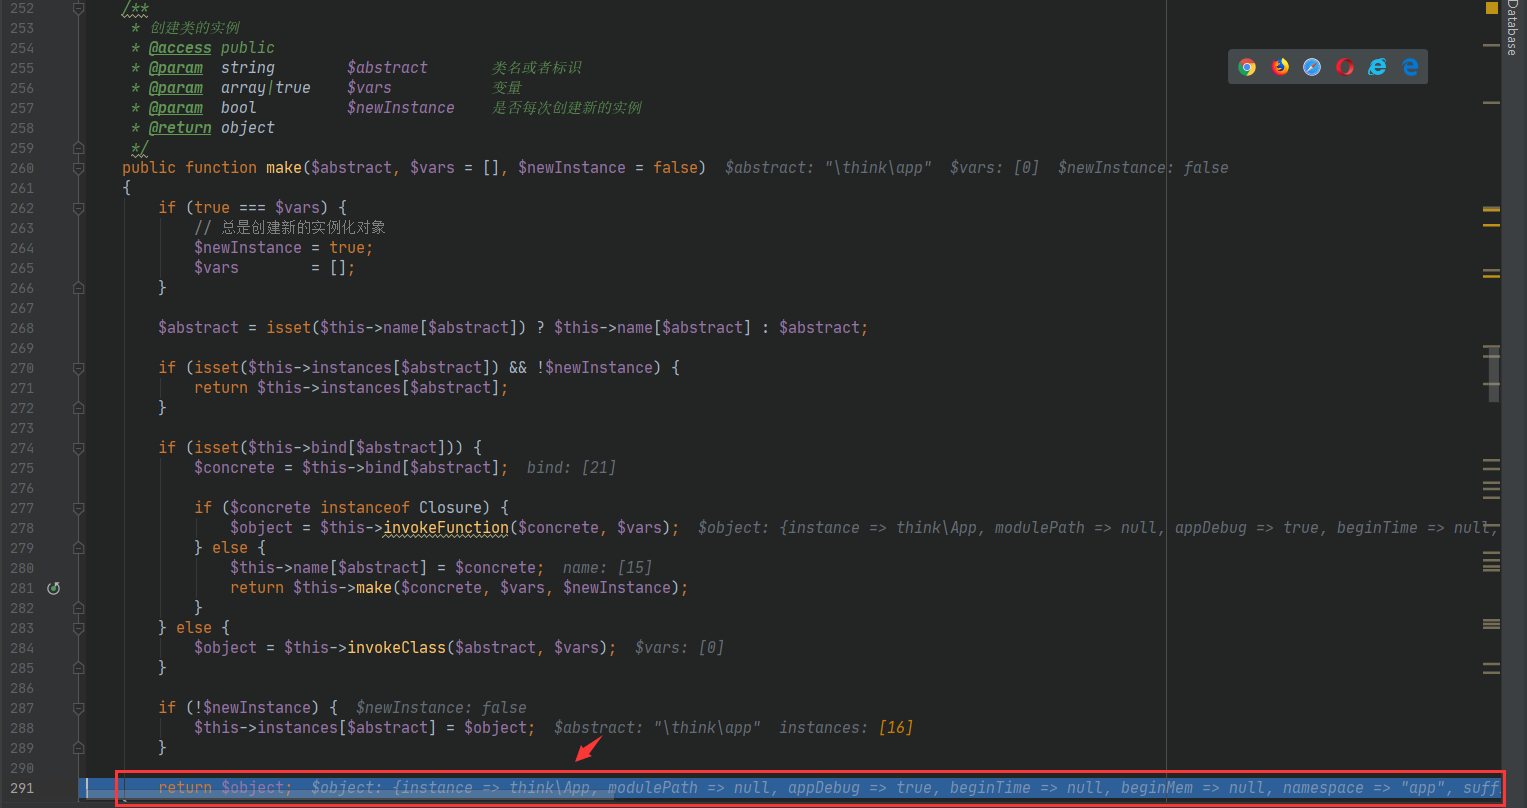 252 /**
253 * 创建类的实例
254 * @access public
255 * @param string $abstract 类名或者标识
256 * @param array|true $vars 变量
257 * @param bool $newInstance 是否每次创建新的实例
258 * @return object
259 */
260 public function make($abstract, $vars = [], $newInstance = false) $abstract: "\think\app" $vars: [0] $newInstance: false
261 {
262 if (true === $vars) {
263 // 总是创建新的实例化对象
264 $newInstance = true;
265 $vars = [];
266 }
267
268 $abstract = isset($this->name[$abstract]) ? $this->name[$abstract] : $abstract;
269
270 if (isset($this->instances[$abstract]) && !$newInstance) {
271 return $this->instances[$abstract];
272 }
273
274 if (isset($this->bind[$abstract])) {
275 $concrete = $this->bind[$abstract]; bind: [21]
276
277 if ($concrete instanceof Closure) {
278 $object = $this->invokeFunction($concrete, $vars); $object: {instance => think\App, modulePath => null, appDebug => true, beginTime => null,
279 } else {
280 $this->name[$abstract] = $concrete; name: [15]
281 return $this->make($concrete, $vars, $newInstance);
282 }
283 } else {
284 $object = $this->invokeClass($abstract, $vars); $vars: [0]
285 }
286
287 if (!$newInstance) { $newInstance: false
288 $this->instances[$abstract] = $object; $abstract: "\think\app" instances: [16]
289 }
290
291 return $object; $object: {instance => think\App, modulePath => null, appDebug => true, beginTime => null, beginMem => null, namespace => "app", suff
Database